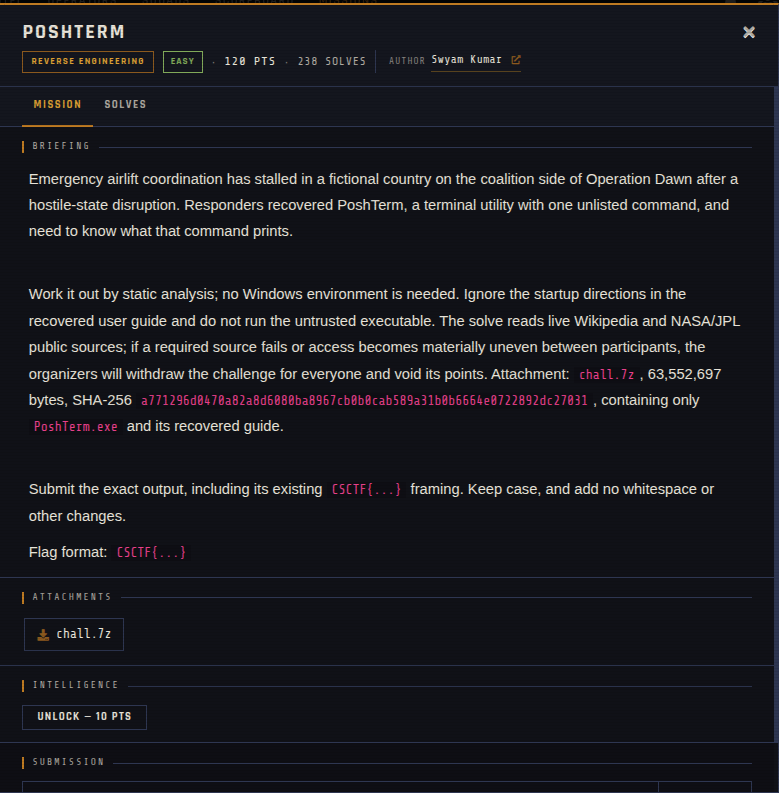 POSHTERM
REVERSE ENGINEERING EASY · 120 PTS · 238 SOLVES AUTHOR Swyam Kumar
MISSION SOLVES
BRIEFING
Emergency airlift coordination has stalled in a fictional country on the coalition side of Operation Dawn after a
hostile-state disruption. Responders recovered PoshTerm, a terminal utility with one unlisted command, and
need to know what that command prints.
Work it out by static analysis; no Windows environment is needed. Ignore the startup directions in the
recovered user guide and do not run the untrusted executable. The solve reads live Wikipedia and NASA/JPL
public sources; if a required source fails or access becomes materially uneven between participants, the
organizers will withdraw the challenge for everyone and void its points. Attachment: chall.7z , 63,552,697
bytes, SHA-256 a771296d0470a82a8d6080ba8967cb0b0cab589a31b0b6664e0722892dc27031 , containing only
PoshTerm.exe and its recovered guide.
Submit the exact output, including its existing CSCTF{...} framing. Keep case, and add no whitespace or
other changes.
Flag format: CSCTF{...}
ATTACHMENTS
chall.7z
INTELLIGENCE
UNLOCK — 10 PTS
SUBMISSION